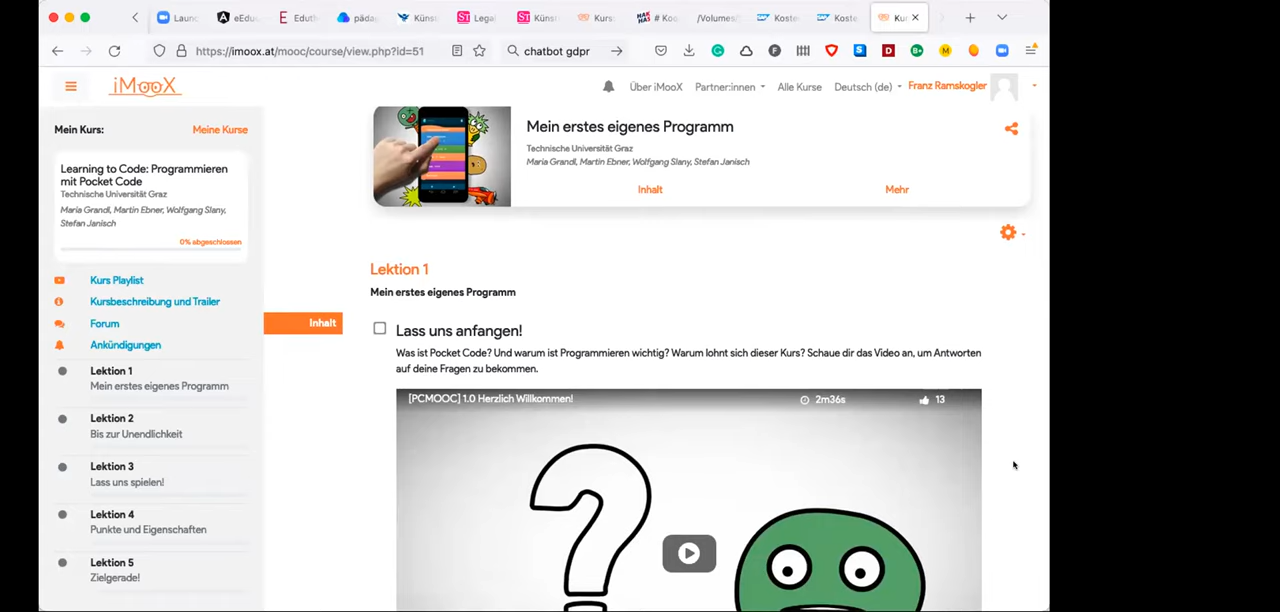 Laun
eEdu
Eduth
päda
Küns
Legal
Küns
Kurs
# Koo
/Volumes/
Koste
Koste
Ku
https://imoox.at/mooc/course/view.php?id=51
chatbot gdpr
iMooX
Über iMooX
Partner:innen
Alle Kurse
Deutsch (de)
Franz Ramskogler
Mein Kurs:
Meine Kurse
Learning to Code: Programmieren
mit Pocket Code
Technische Universität Graz
Maria Grandl, Martin Ebner, Wolfgang Slany,
Stefan Janisch
0% abgeschlossen
Kurs Playlist
Kursbeschreibung und Trailer
Forum
Ankündigungen
Lektion 1
Mein erstes eigenes Programm
Lektion 2
Bis zur Unendlichkeit
Lektion 3
Lass uns spielen!
Lektion 4
Punkte und Eigenschaften
Lektion 5
Zielgerade!
Inhalt
Mein erstes eigenes Programm
Technische Universität Graz
Maria Grandl, Martin Ebner, Wolfgang Slany, Stefan Janisch
Inhalt
Mehr
Lektion 1
Mein erstes eigenes Programm
Lass uns anfangen!
Was ist Pocket Code? Und warum ist Programmieren wichtig? Warum lohnt sich dieser Kurs? Schaue dir das Video an, um Antworten
auf deine Fragen zu bekommen.
[PCMOOC] 1.0 Herzlich Willkommen!
2m36s
13
?